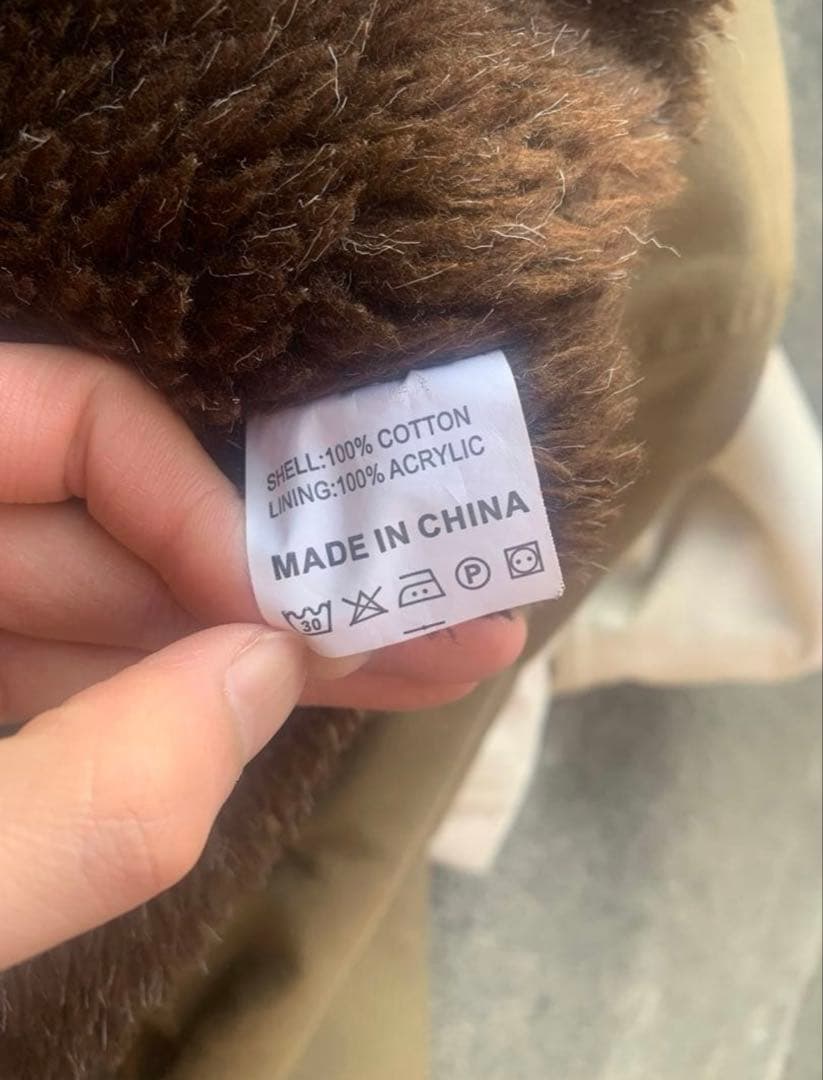 SHELL:100% COTTON
LINING:100% ACRYLIC
MADE IN CHINA
30 P